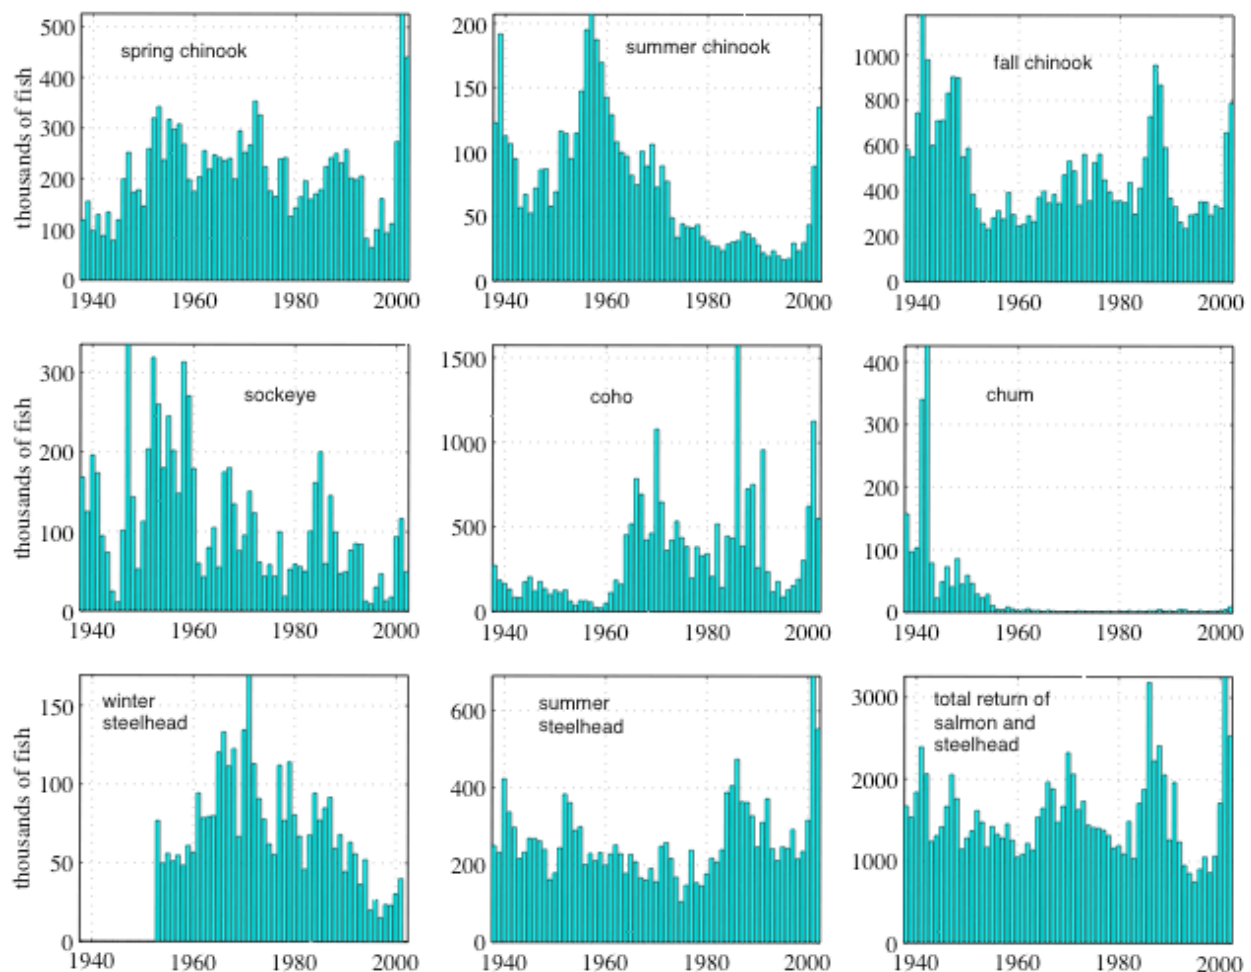 spring chinook
thousands of fish
500
400
300
200
100
0
1940 1960 1980 2000
summer chinook
200
150
100
50
0
1940 1960 1980 2000
fall chinook
1000
800
600
400
200
0
1940 1960 1980 2000
sockeye
thousands of fish
300
200
100
0
1940 1960 1980 2000
coho
1500
1000
500
0
1940 1960 1980 2000
chum
400
300
200
100
0
1940 1960 1980 2000
winter
steelhead
thousands of fish
150
100
50
0
1940 1960 1980 2000
summer
steelhead
600
400
200
0
1940 1960 1980 2000
total return of
salmon and
steelhead
3000
2000
1000
0
1940 1960 1980 2000